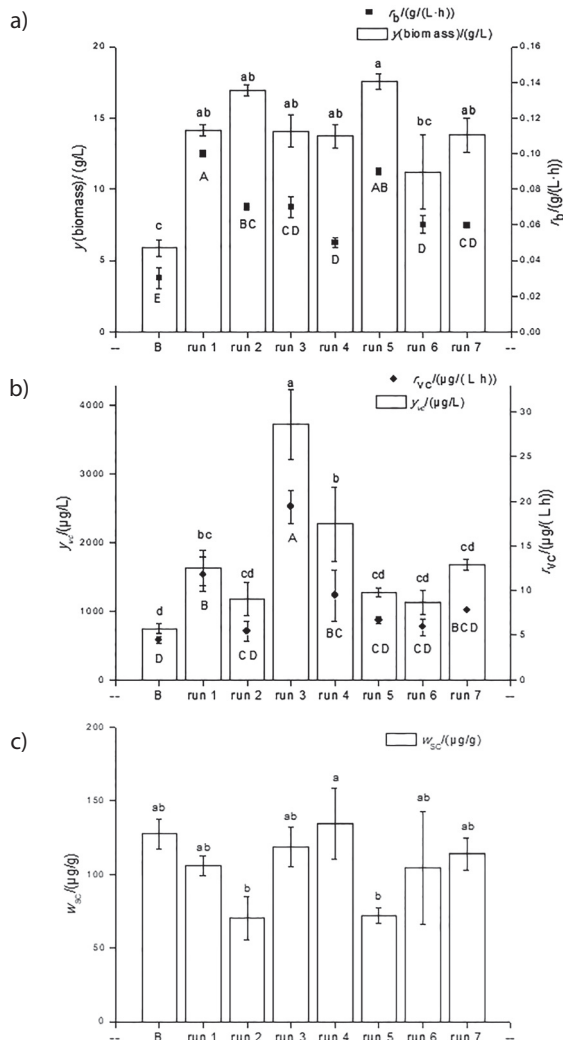 a)
r_b/(g/(L·h))
y(biomass)/(g/L)
20
15
10
5
0
y(biomass)/(g/L)
0,16
0,14
0,12
0,10
0,08
0,06
0,04
0,02
0,00
r_b/(g/(L·h))
c ab ab ab ab a bc ab
E A BC CD D AB D CD
-- B run 1 run 2 run 3 run 4 run 5 run 6 run 7 --
b)
r_vc/(µg/( L h))
y_vc/(µg/L)
4000
3000
2000
1000
0
y_vc/(µg/L)
30
25
20
15
10
5
0
r_vc/(µg/( L h)
d bc cd a b cd cd cd
D B CD A BC CD CD BCD
-- B run 1 run 2 run 3 run 4 run 5 run 6 run 7 --
c)
w_SC/(µg/g)
200
150
100
50
0
w_SC/(µg/g)
ab ab b ab a b ab ab
-- B run 1 run 2 run 3 run 4 run 5 run 6 run 7 --